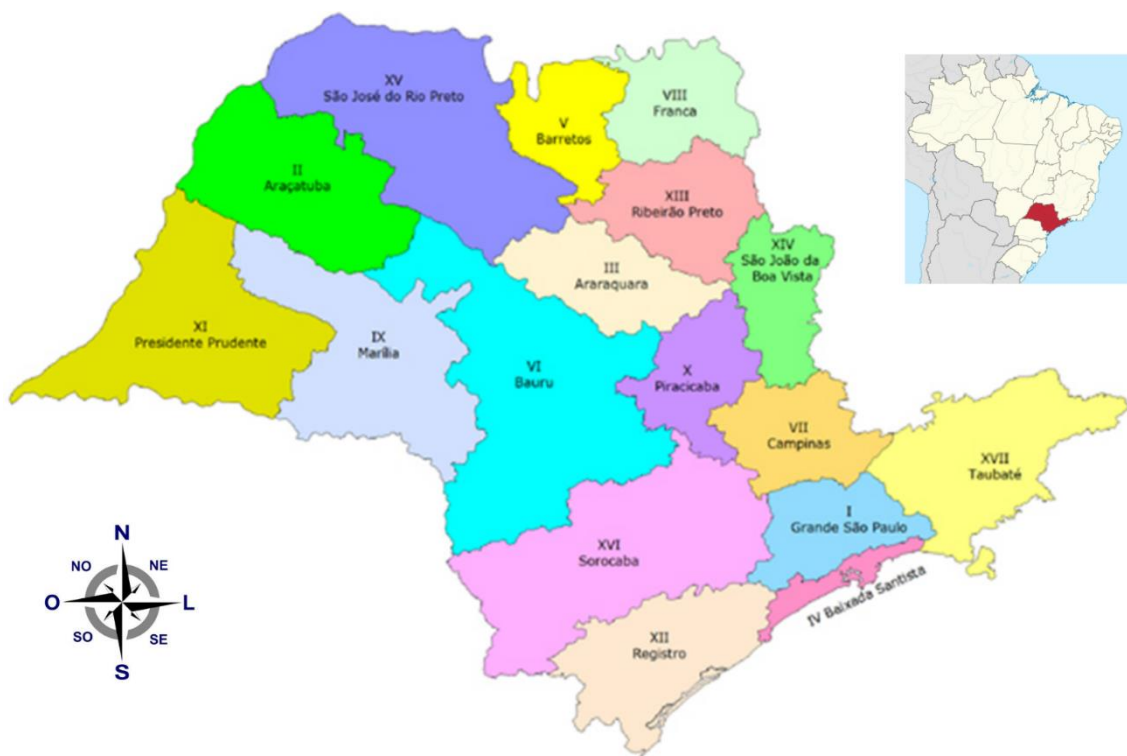 XV
São José do Rio Preto
V
Barretos
VIII
Franca
II
Araçatuba
XIII
Ribeirão Preto
XIV
São João da
Boa Vista
III
Araraquara
XI
Presidente Prudente
IX
Marília
VI
Bauru
X
Piracicaba
VII
Campinas
XVII
Taubaté
I
Grande São Paulo
XVI
Sorocaba
IV Baixada Santista
XII
Registro
N
NO NE
O L
SO SE
S